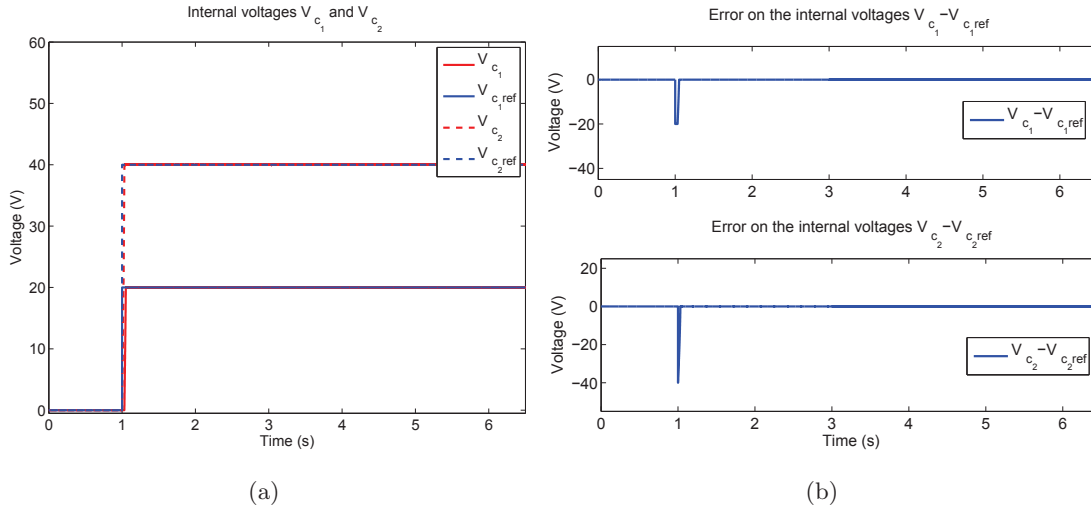 Internal voltages V c1 and V c2
60
50
40
30
20
10
0
Voltage (V)
V c1
V c1ref
V c2
V c2ref
0 1 2 3 4 5 6
Time (s)
(a)
Error on the internal voltages V c1−V c1ref
0
−20
−40
Voltage (V)
V c1−V c1ref
0 1 2 3 4 5 6
Error on the internal voltages V c2−V c2ref
20
0
−20
−40
Voltage (V)
V c2−V c2ref
0 1 2 3 4 5 6
Time (s)
(b)